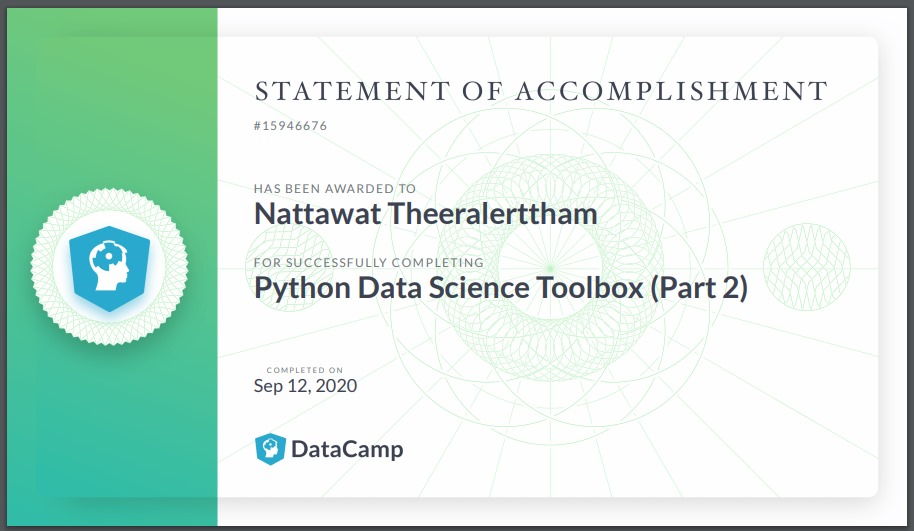 STATEMENT OF ACCOMPLISHMENT
#15946676
HAS BEEN AWARDED TO
Nattawat Theeralerttham
FOR SUCCESSFULLY COMPLETING
Python Data Science Toolbox (Part 2)
COMPLETED ON
Sep 12, 2020
DataCamp